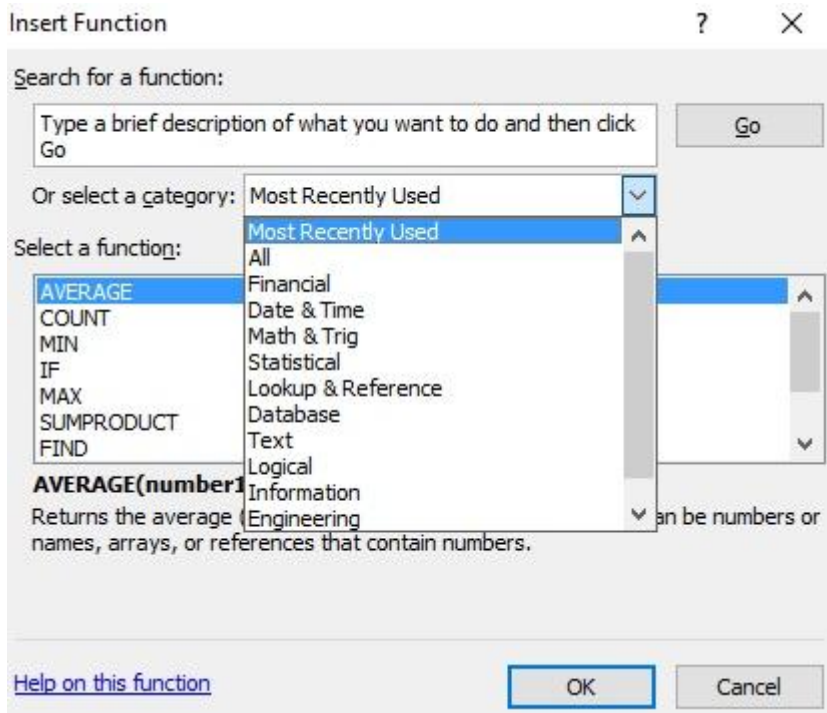 Insert Function ?
Search for a function:
Type a brief description of what you want to do and then click
Go
Go
Or select a category: Most Recently Used
Most Recently Used
All
Financial
Date & Time
Math & Trig
Statistical
Lookup & Reference
Database
Text
Logical
Information
Engineering
Select a function:
AVERAGE
COUNT
MIN
IF
MAX
SUMPRODUCT
FIND
AVERAGE(number1
Returns the average ( an be numbers or
names, arrays, or references that contain numbers.
Help on this function
OK
Cancel